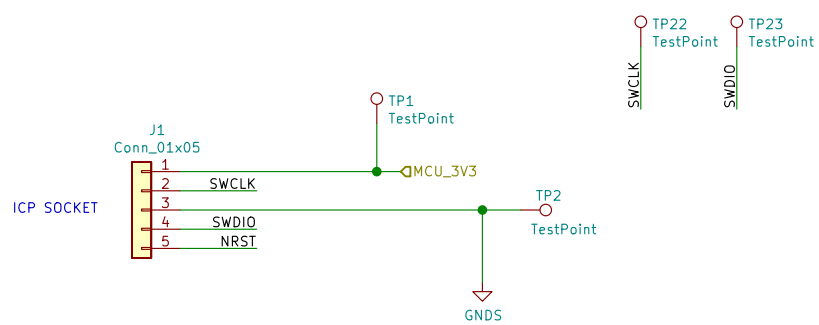 TP22
TestPoint
TP23
TestPoint
SWCLK
SWDIO
TP1
TestPoint
J1
Conn_01x05
1
MCU_3V3
2
SWCLK
3
TP2
TestPoint
ICP SOCKET
4
SWDIO
5
NRST
GNDS